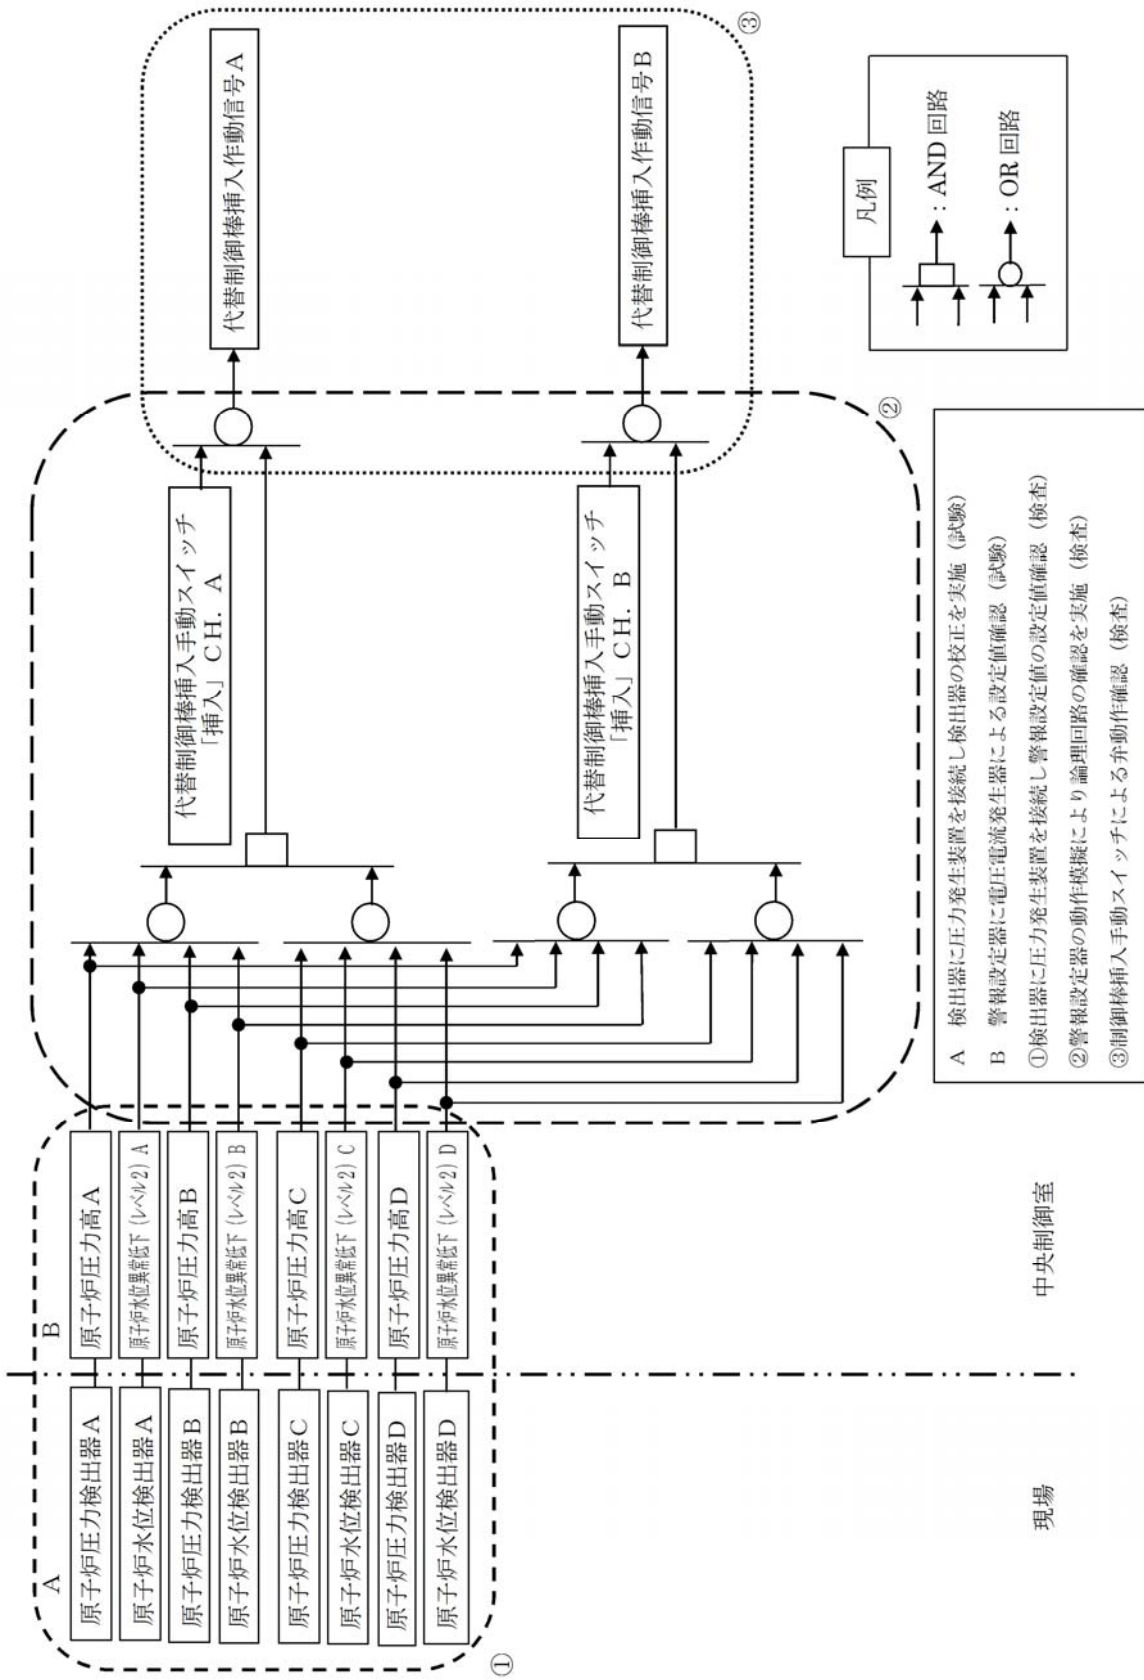 A
B
原子炉圧力検出器A
原子炉圧力高A
原子炉水位検出器A
原子炉水位異常低下（レベル2）A
原子炉圧力検出器B
原子炉圧力高B
原子炉水位検出器B
原子炉水位異常低下（レベル2）B
原子炉圧力検出器C
原子炉圧力高C
原子炉水位検出器C
原子炉水位異常低下（レベル2）C
原子炉圧力検出器D
原子炉圧力高D
原子炉水位検出器D
原子炉水位異常低下（レベル2）D
①
代替制御棒挿入手動スイッチ
「挿入」CH. A
代替制御棒挿入作動信号A
代替制御棒挿入手動スイッチ
「挿入」CH. B
代替制御棒挿入作動信号B
③
②
凡例
：AND 回路
：OR 回路
A 検出器に圧力発生装置を接続し検出器の校正を実施（試験）
B 警報設定器に電圧電流発生器による設定値確認（試験）
①検出器に圧力発生装置を接続し警報設定値の設定値確認（検査）
②警報設定器の動作模擬により論理回路の確認を実施（検査）
③制御棒挿入手動スイッチによる弁動作確認（検査）
現場
中央制御室